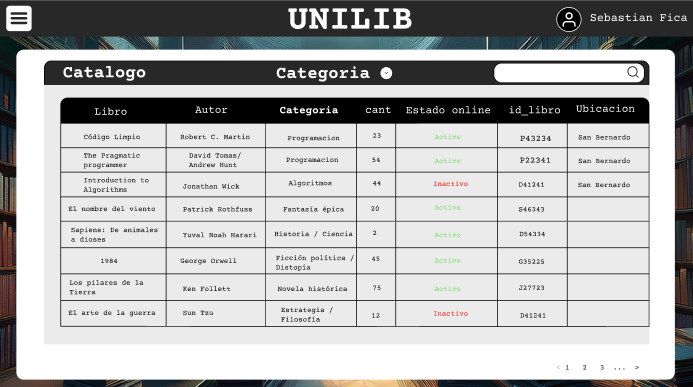 UNILIB
Sebastian Fica
Catalogo Categoria
Libro Autor Categoria cant Estado online id_libro Ubicacion
Código Limpio Robert C. Martin Programacion 23 Activo P43234 San Bernardo
The Pragmatic programmer David Tomas/ Andrew Hunt Programacion 54 Activo P22341 San Bernardo
Introduction to Algorithms Jonathan Wick Algoritmos 44 Inactivo D41241 San Bernardo
El nombre del viento Patrick Rothfuss Fantasía épica 20 Activo S46343
Sapiens: De animales a dioses Yuval Noah Harari Historia / Ciencia 2 Activo D54334
1984 George Orwell Ficción política / Distopía 45 Activo G35225
Los pilares de la Tierra Ken Follett Novela histórica 75 Activo J27723
El arte de la guerra Sun Tzu Estrategia / Filosofía 12 Inactivo D41241
< 1 2 3 ... >